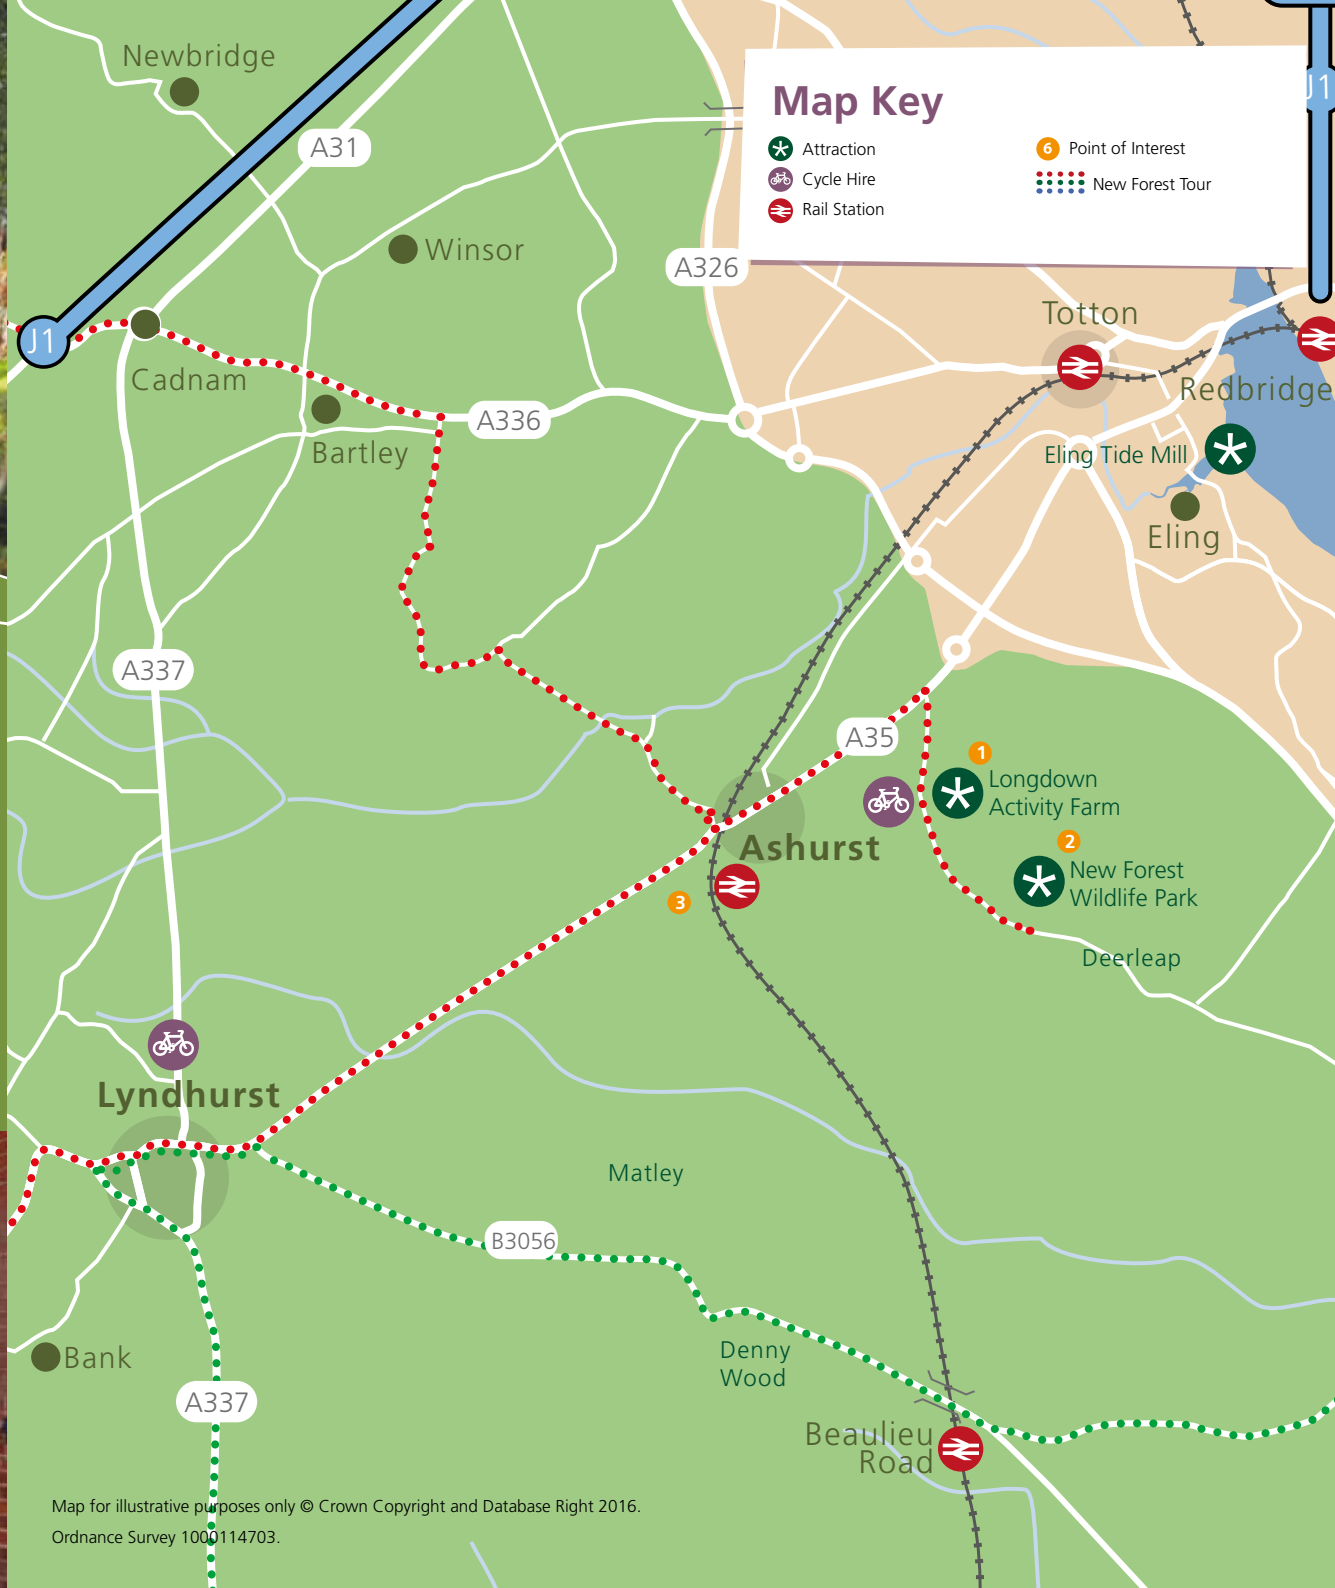 Newbridge
A31
Map Key
Attraction
Cycle Hire
Rail Station
6 Point of Interest
New Forest Tour
J1
Winsor
A326
Totton
J1
Cadnam
Redbridge
Bartley
A336
Eling Tide Mill
Eling
A337
A35
1
Longdown
Activity Farm
2
New Forest
Wildlife Park
Ashurst
3
Deerleap
Lyndhurst
Matley
B3056
Denny
Wood
Bank
A337
Beaulieu
Road
Map for illustrative purposes only © Crown Copyright and Database Right 2016.
Ordnance Survey 1000114703.